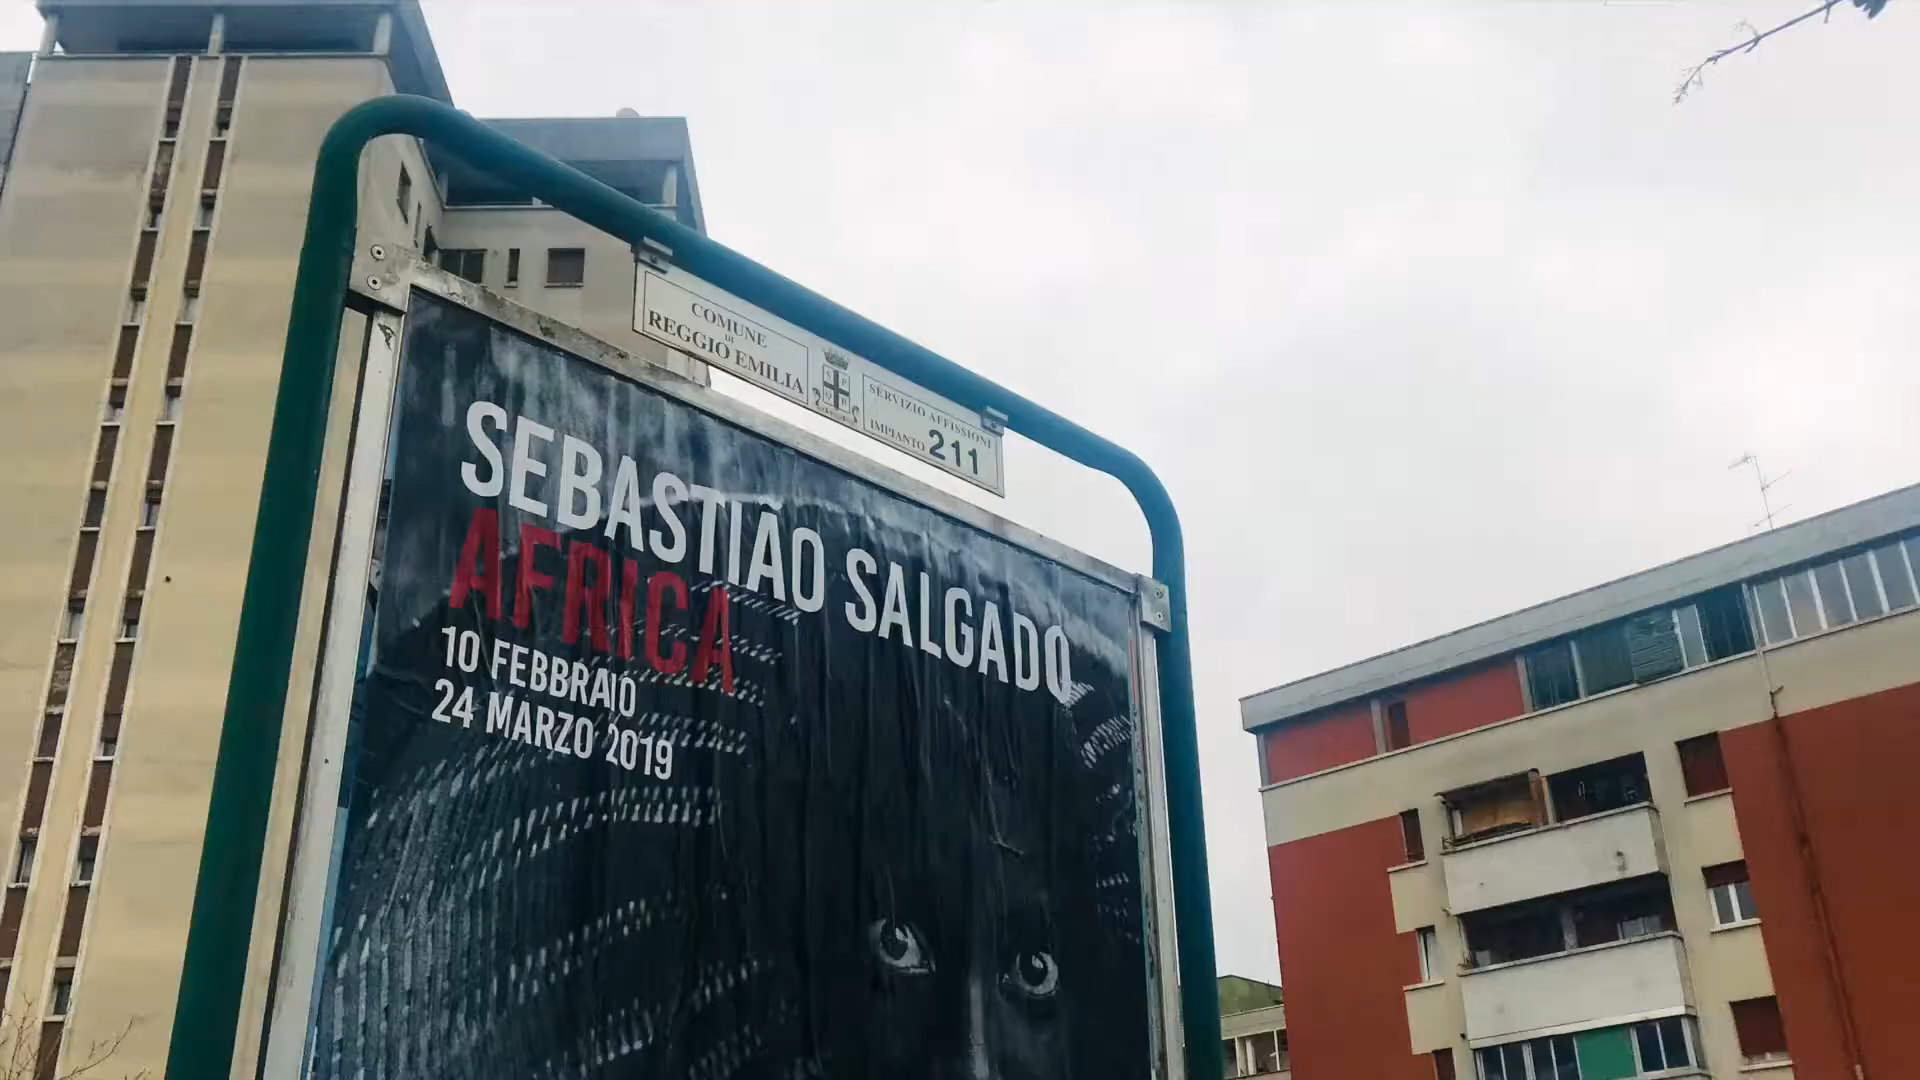 COMUNE
DI
REGGIO EMILIA
S P
Q R
SERVIZIO AFFISSIONI
IMPIANTO 211
SEBASTIÃO SALGADO
AFRICA
10 FEBBRAIO
24 MARZO 2019